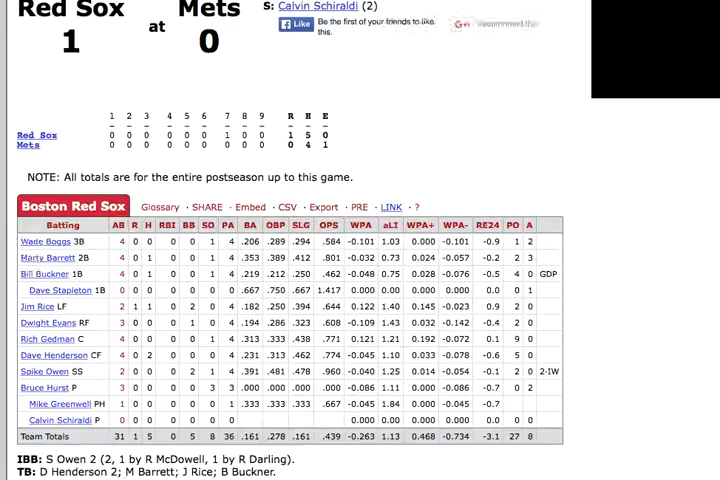 Red Sox at Mets S: Calvin Schiraldi (2)
1 0 Like Be the first of your friends to like this.
1 2 3 4 5 6 7 8 9 R H E
Red Sox 0 0 0 0 0 0 1 0 0 1 5 0
Mets 0 0 0 0 0 0 0 0 0 0 4 1
NOTE: All totals are for the entire postseason up to this game.
Boston Red Sox Glossary · SHARE · Embed · CSV · Export · PRE · LINK · ?
Batting AB R H RBI BB SO PA BA OBP SLG OPS WPA aLI WPA+ WPA- RE24 PO A
Wade Boggs 3B 4 0 0 0 0 1 4 .206 .289 .294 .584 -0.101 1.03 0.000 -0.101 -0.9 1 2
Marty Barrett 2B 4 0 1 0 0 0 4 .353 .389 .412 .801 -0.032 0.73 0.024 -0.057 -0.2 2 3
Bill Buckner 1B 4 0 1 0 0 0 4 .219 .212 .250 .462 -0.048 0.75 0.028 -0.076 -0.5 4 0 GDP
Dave Stapleton 1B 0 0 0 0 0 0 0 .667 .750 .667 1.417 0.000 0.00 0.000 0.000 0.0 0 1
Jim Rice LF 2 1 1 0 2 0 4 .182 .250 .394 .644 0.122 1.40 0.145 -0.023 0.9 2 0
Dwight Evans RF 3 0 0 0 1 0 4 .194 .286 .323 .608 -0.109 1.43 0.032 -0.142 -0.4 2 0
Rich Gedman C 4 0 0 0 0 1 4 .313 .333 .438 .771 0.121 1.21 0.192 -0.072 0.1 9 0
Dave Henderson CF 4 0 2 0 0 0 4 .231 .313 .462 .774 -0.045 1.10 0.033 -0.078 -0.6 5 0
Spike Owen SS 2 0 0 0 2 1 4 .391 .481 .478 .960 -0.040 1.25 0.014 -0.054 -0.1 2 0 2·IW
Bruce Hurst P 3 0 0 0 0 3 3 .000 .000 .000 .000 -0.086 1.11 0.000 -0.086 -0.7 0 2
Mike Greenwell PH 1 0 0 0 0 1 1 .333 .333 .333 .667 -0.045 1.84 0.000 -0.045 -0.7
Calvin Schiraldi P 0 0 0 0 0 0 0 0.000 0.00 0.000 0.000 0.0 0 0
Team Totals 31 1 5 0 5 8 36 .161 .278 .161 .439 -0.263 1.13 0.468 -0.734 -3.1 27 8
IBB: S Owen 2 (2, 1 by R McDowell, 1 by R Darling).
TB: D Henderson 2; M Barrett; J Rice; B Buckner.